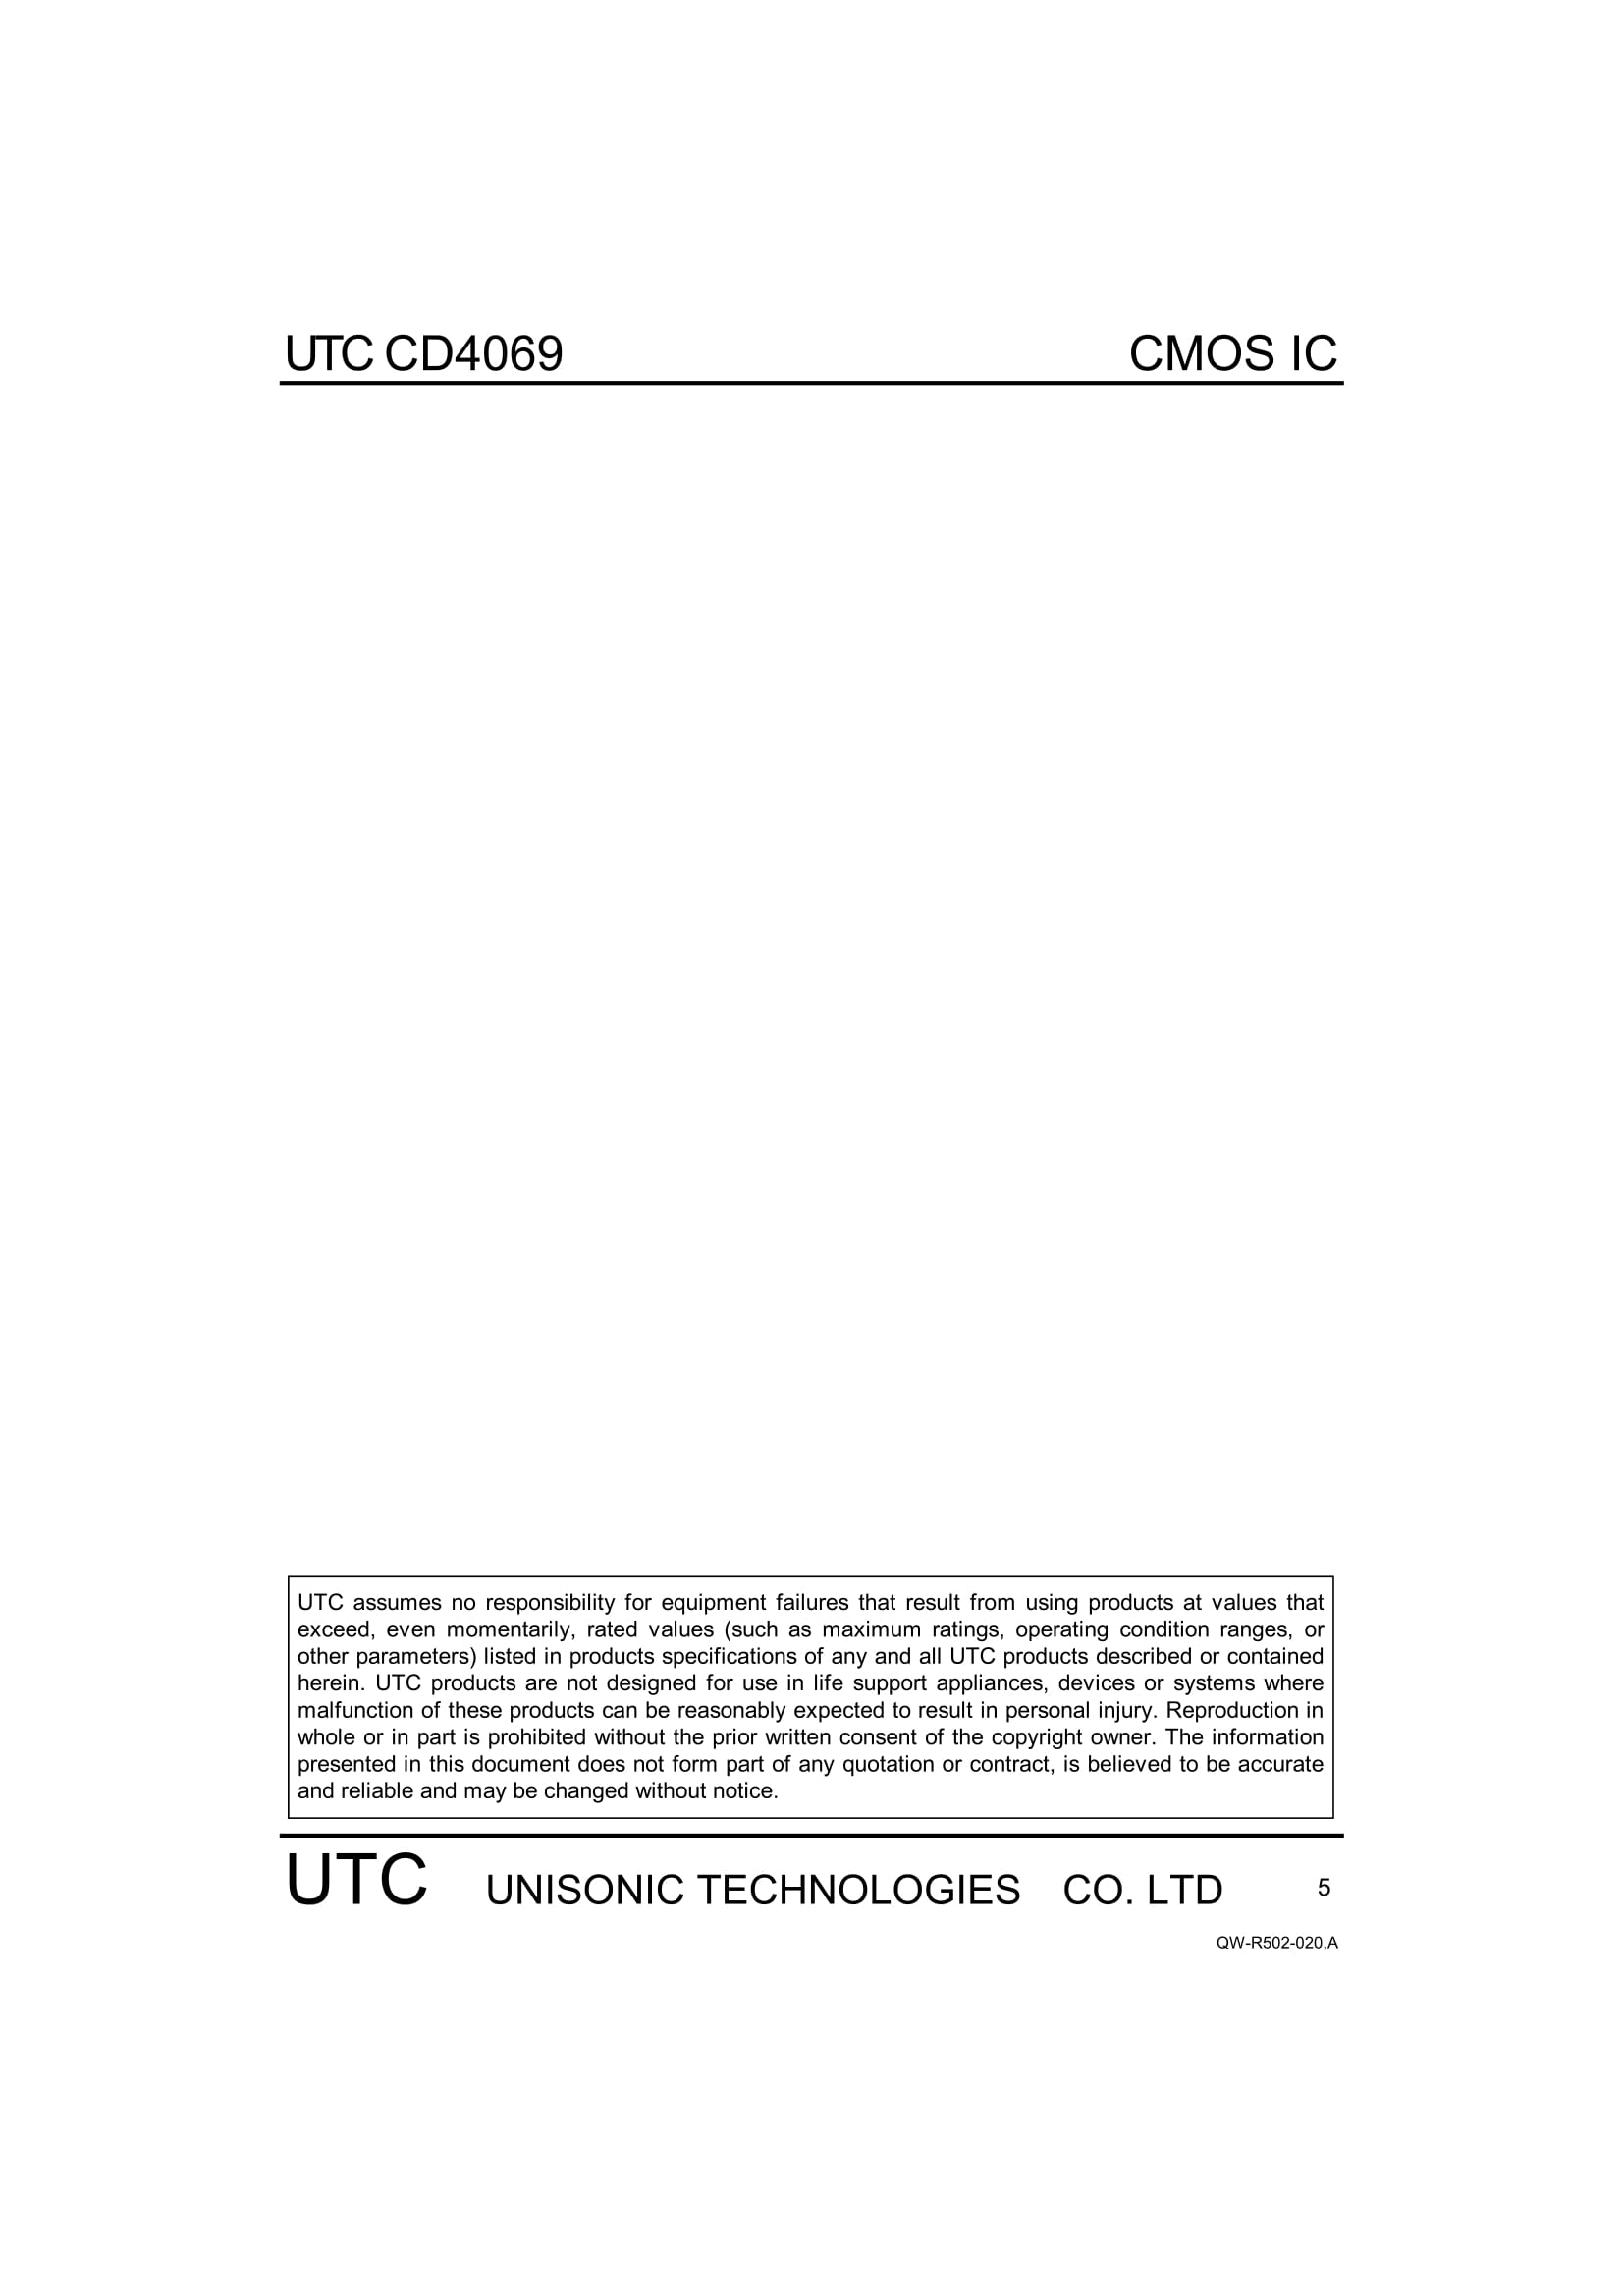 UTC CD4069 CMOS IC
UTC assumes no responsibility for equipment failures that result from using products at values that
exceed, even momentarily, rated values (such as maximum ratings, operating condition ranges, or
other parameters) listed in products specifications of any and all UTC products described or contained
herein. UTC products are not designed for use in life support appliances, devices or systems where
malfunction of these products can be reasonably expected to result in personal injury. Reproduction in
whole or in part is prohibited without the prior written consent of the copyright owner. The information
presented in this document does not form part of any quotation or contract, is believed to be accurate
and reliable and may be changed without notice.
UTC UNISONIC TECHNOLOGIES CO. LTD 5
QW-R502-020,A